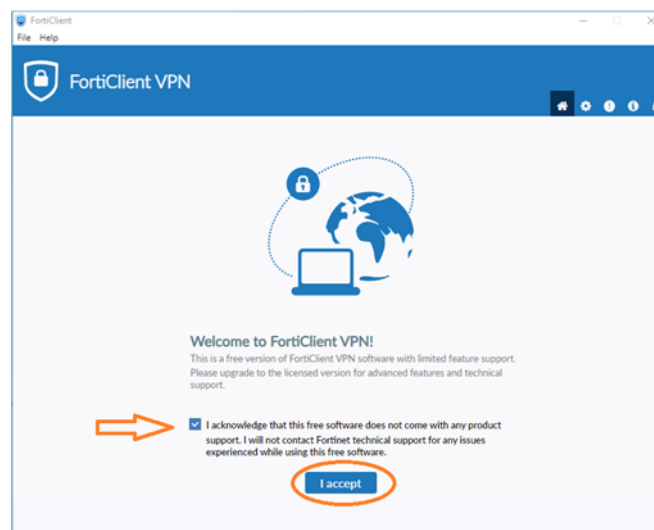 FortiClient
File Help
FortiClient VPN
Welcome to FortiClient VPN!
This is a free version of FortiClient VPN software with limited feature support.
Please upgrade to the licensed version for advanced features and technical
support.
I acknowledge that this free software does not come with any product
support. I will not contact Fortinet technical support for any issues
experienced while using this free software.
I accept